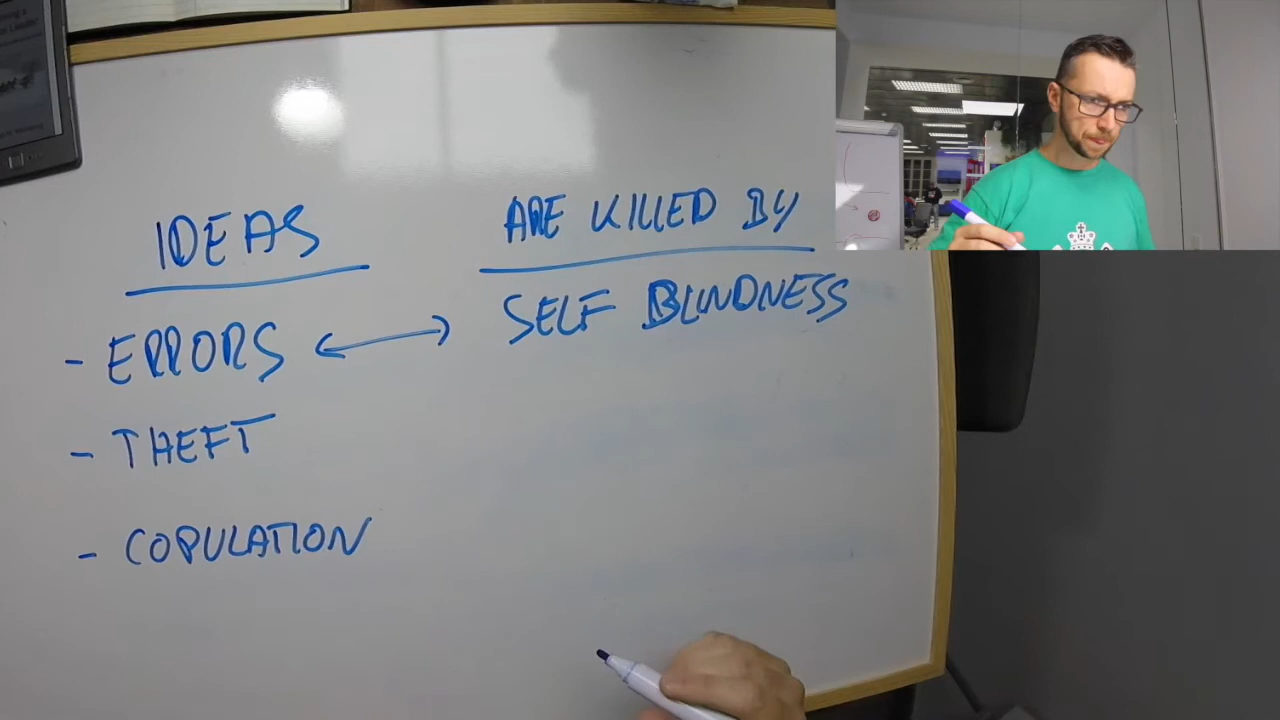 IDEAS
ARE KILLED BY
- ERRORS
SELF BLINDNESS
- THEFT
- COPULATION